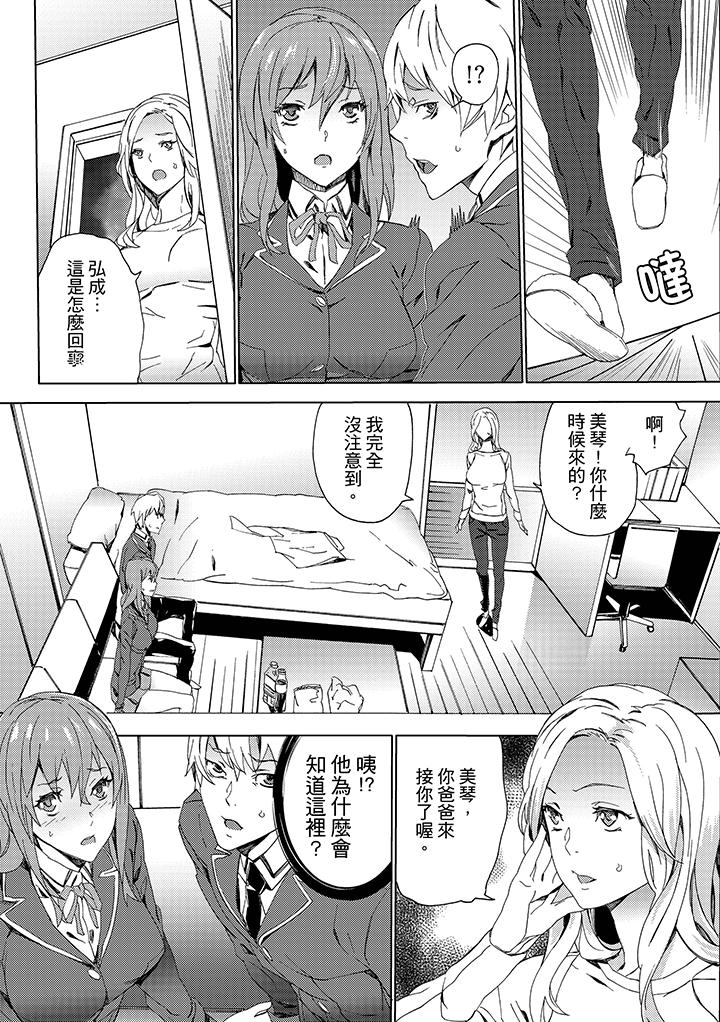 噠
!?
弘成…
這是怎麼回事
啊！
美琴！你什麼
時候來的？
我完全
沒注意到。
美琴，
你爸爸來
接你了喔。
咦!?
他為什麼會
知道這裡？